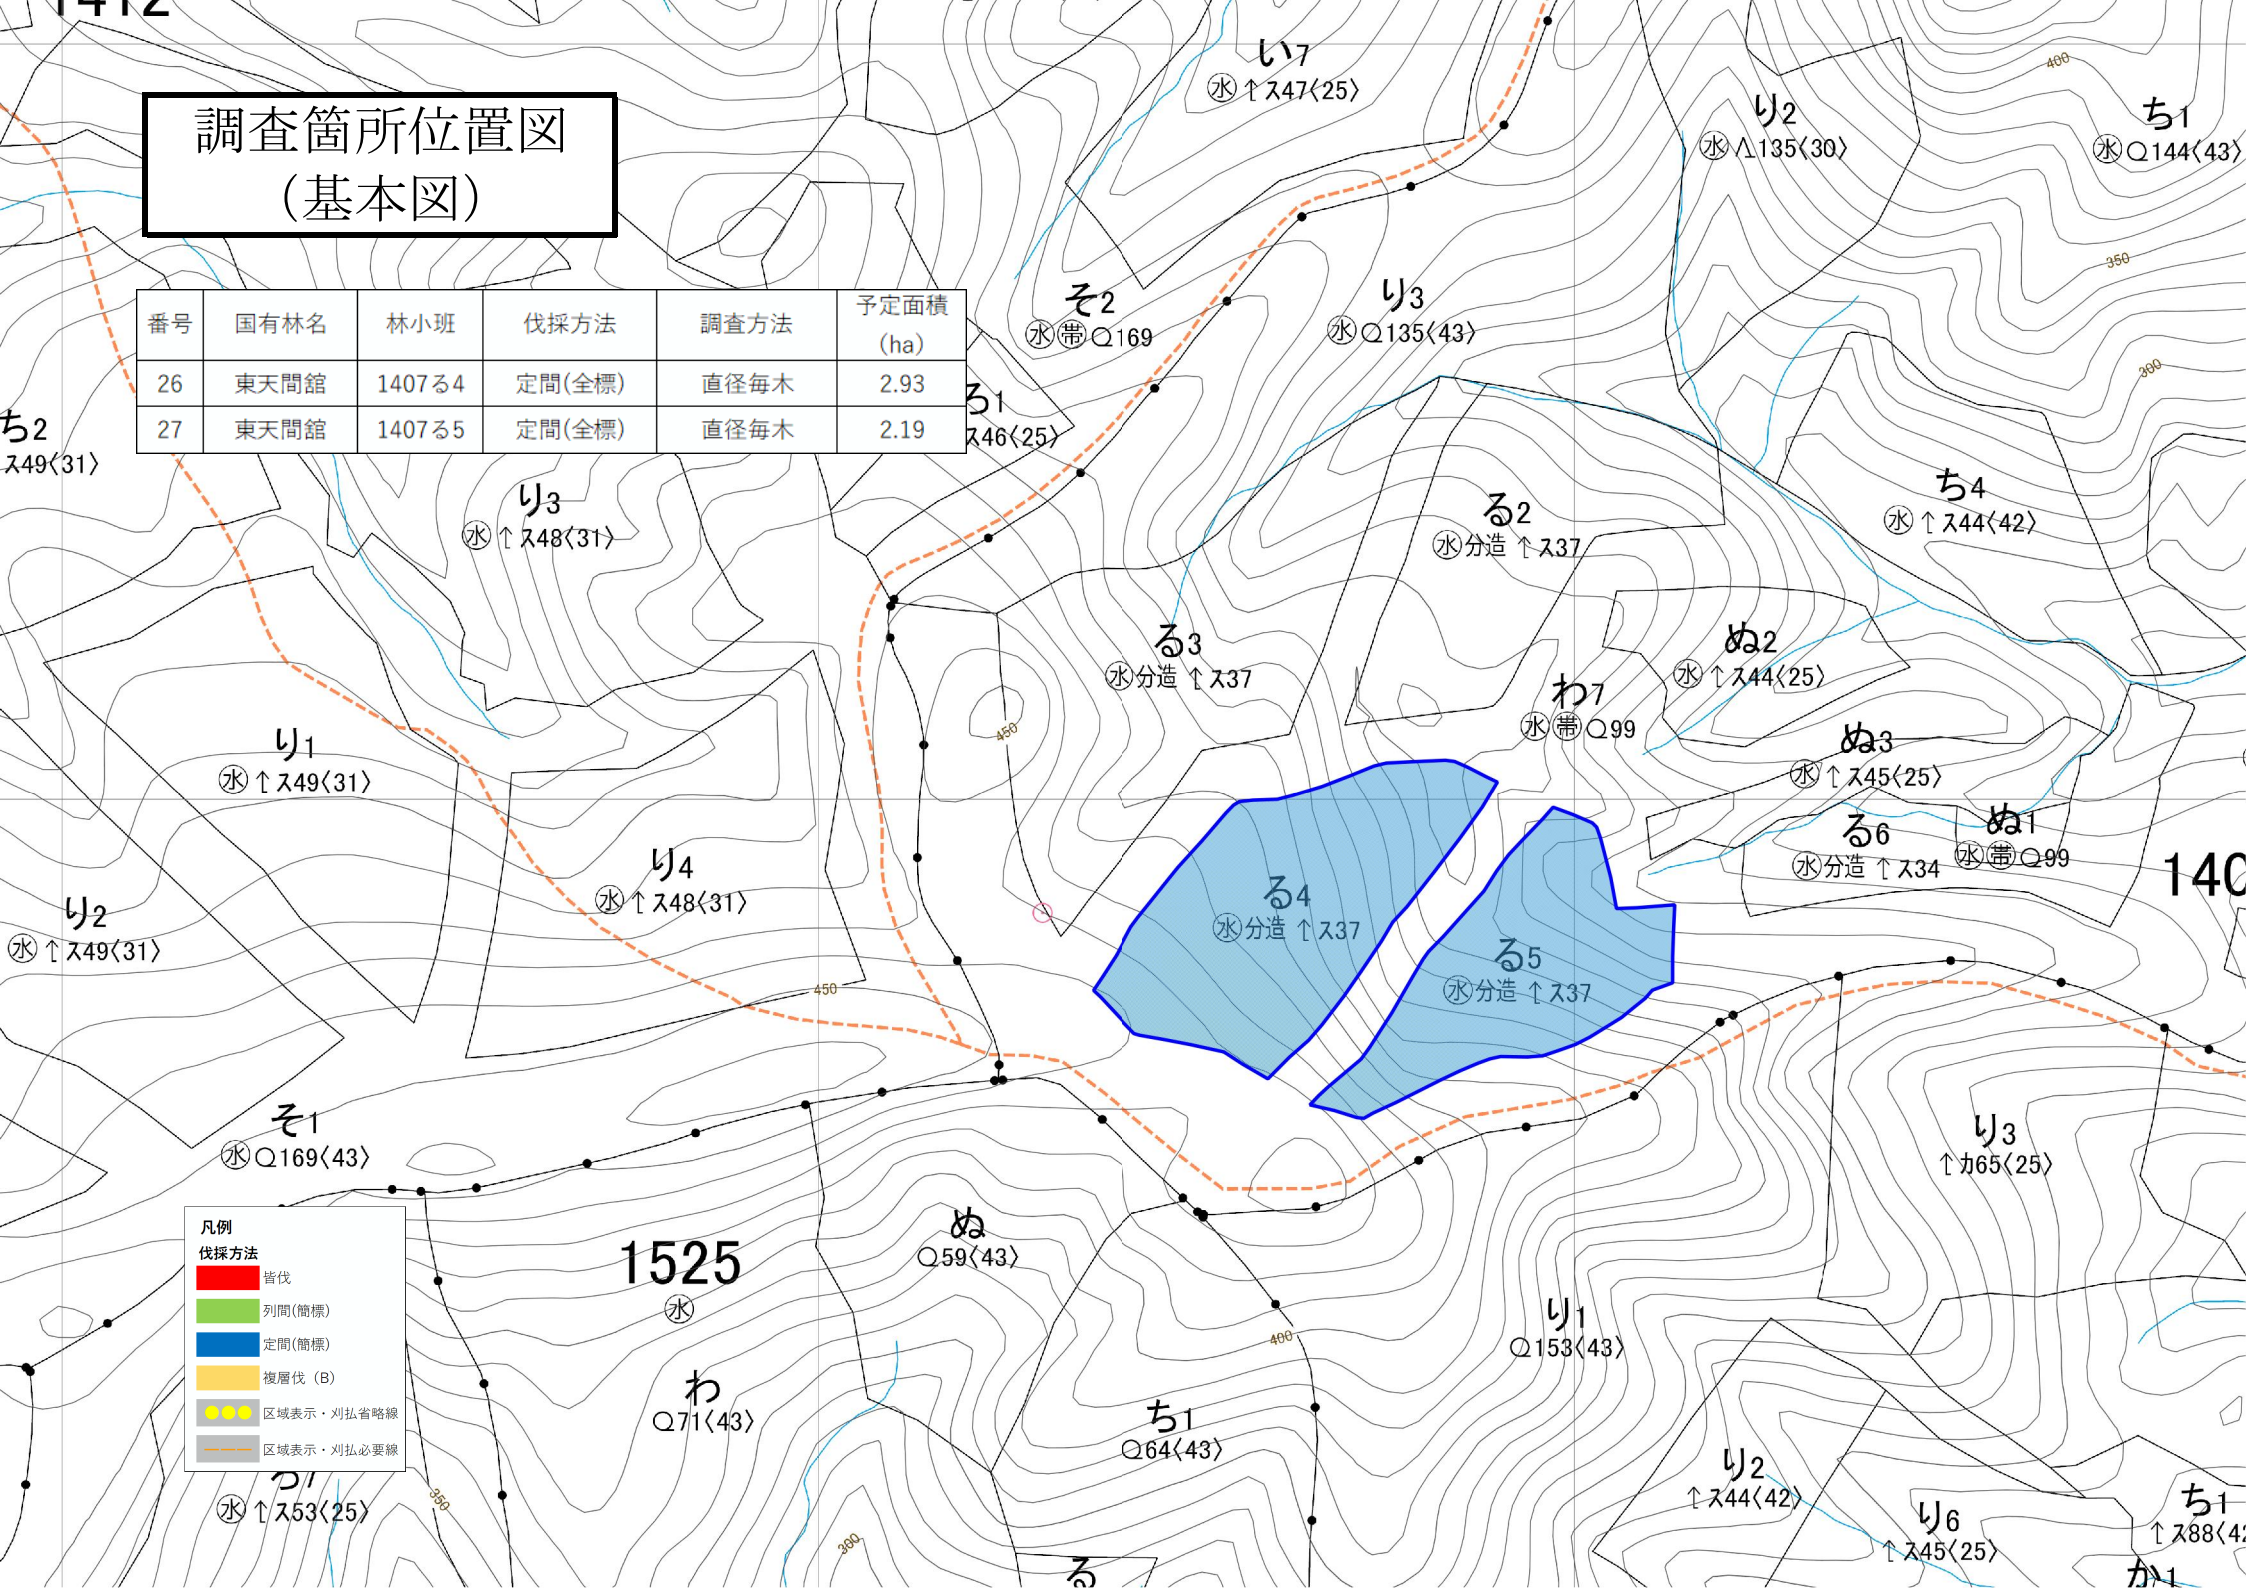 調査箇所位置図
（基本図）
番号 国有林名 林小班 伐採方法 調査方法 予定面積（ha）
26 東天間舘 1407る4 定間(全標) 直径毎木 2.93
27 東天間舘 1407る5 定間(全標) 直径毎木 2.19
い7
水 ↑ス47〈25〉
り2
水 Λ135〈30〉
ち1
水 Q144〈43〉
400
350
300
そ2
水 帯 Q169
り3
水 Q135〈43〉
ろ1
ス46〈25〉
ち2
ス49〈31〉
り3
水 ↑ス48〈31〉
る2
水 分造 ↑ス37
ち4
水 ↑ス44〈42〉
る3
水 分造 ↑ス37
ぬ2
水 ↑ス44〈25〉
わ7
水 帯 Q99
450
り1
水 ↑ス49〈31〉
ぬ3
水 ↑ス45〈25〉
る6
水 分造 ↑ス34
ぬ1
水 帯 Q99
140
り4
水 ↑ス48〈31〉
る4
水 分造 ↑ス37
り2
水 ↑ス49〈31〉
る5
水 分造 ↑ス37
450
そ1
水 Q169〈43〉
り3
↑カ65〈25〉
ぬ
Q59〈43〉
1525
水
400
り1
Q153〈43〉
凡例
伐採方法
皆伐
列間(簡標)
定間(簡標)
複層伐（B）
区域表示・刈払省略線
区域表示・刈払必要線
わ
Q71〈43〉
ち1
Q64〈43〉
水 ↑ス53〈25〉
350
300
り2
↑ス44〈42〉
り6
↑ス45〈25〉
ち1
↑ス88〈42
る
か1